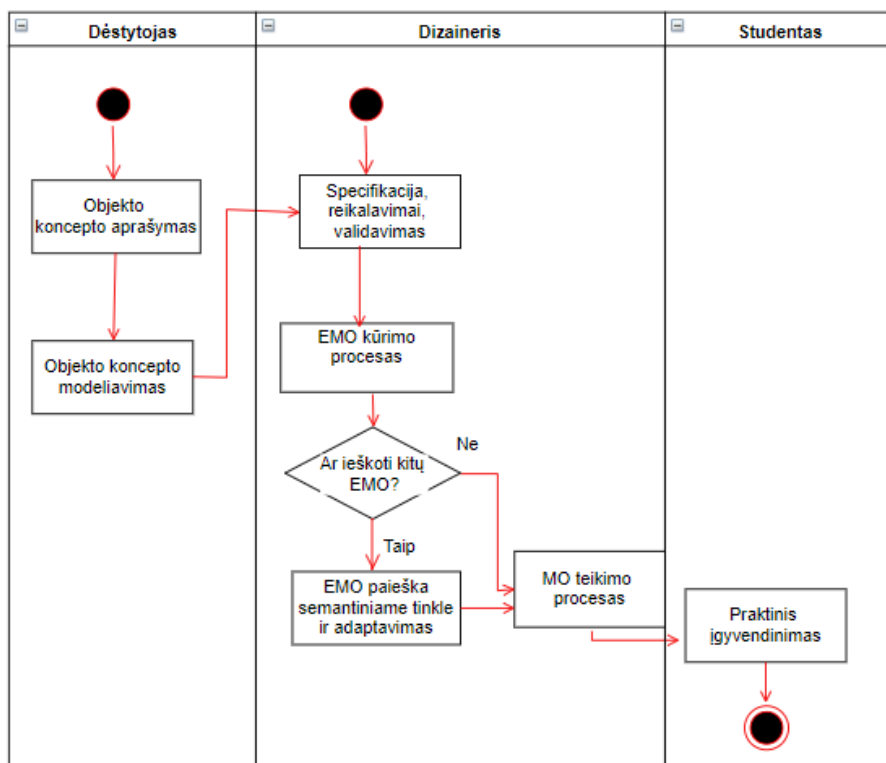 Dėstytojas
Dizaineris
Studentas
Objekto
koncepto aprašymas
Objekto koncepto
modeliavimas
Specifikacija,
reikalavimai,
validavimas
EMO kūrimo
procesas
Ar ieškoti kitų
EMO?
Ne
Taip
EMO paieška
semantiniame tinkle
ir adaptavimas
MO teikimo
procesas
Praktinis
įgyvendinimas